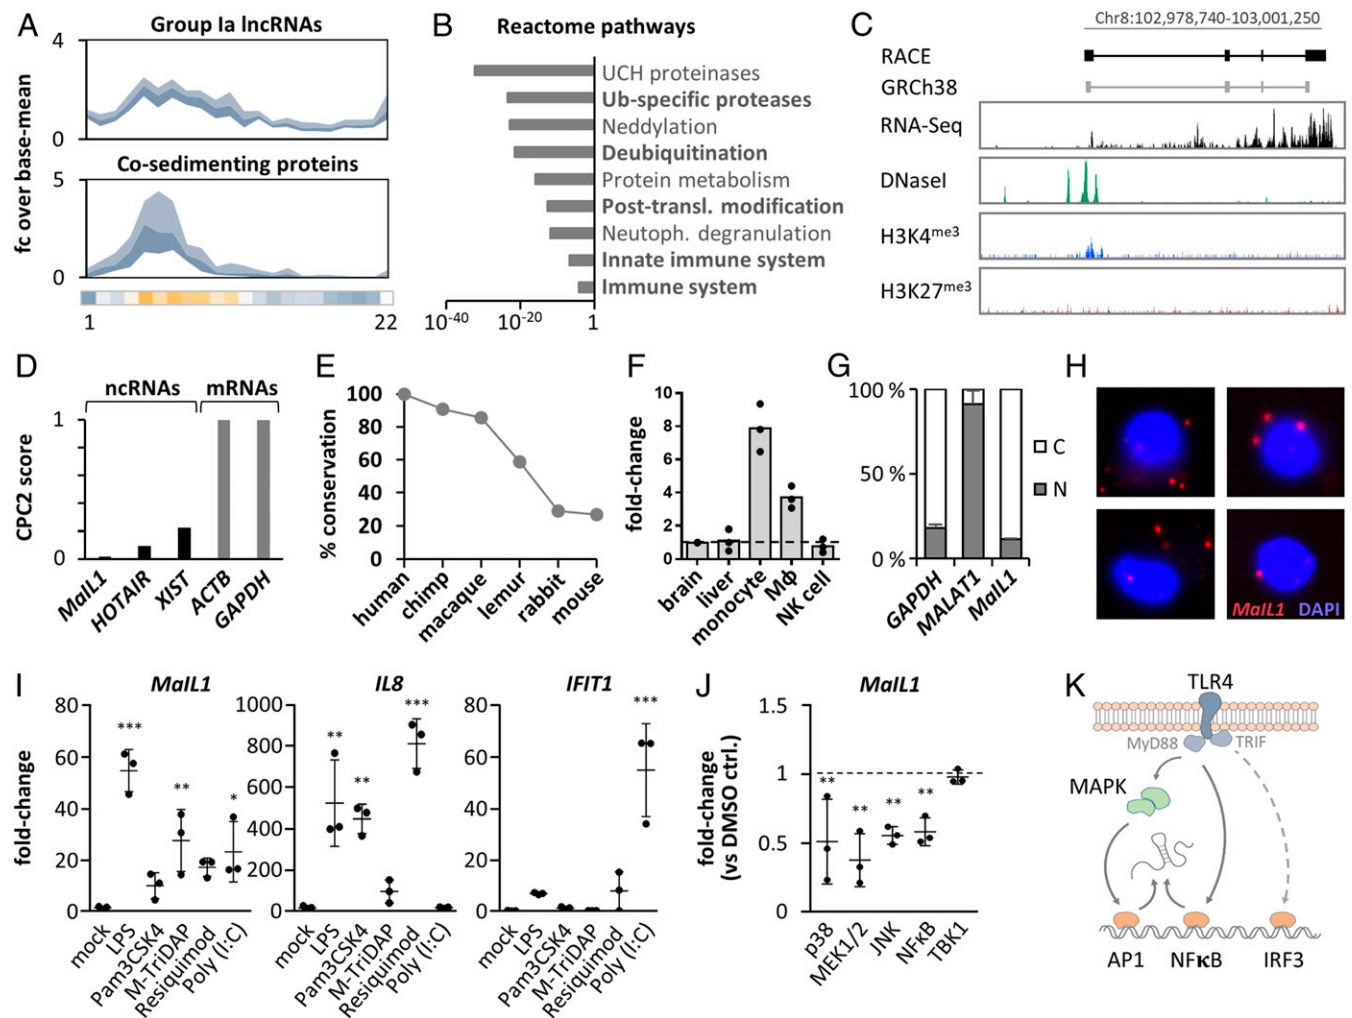 A
Group Ia lncRNAs
4
0
Co-sedimenting proteins
5
0
fc over base-mean
1
22
B
Reactome pathways
UCH proteinases
Ub-specific proteases
Neddylation
Deubiquitination
Protein metabolism
Post-transl. modification
Neutoph. degranulation
Innate immune system
Immune system
10-40
10-20
1
C
Chr8:102,978,740-103,001,250
RACE
GRCh38
RNA-Seq
DNaseI
H3K4me3
H3K27me3
D
ncRNAs
mRNAs
1
0
CPC2 score
MaIL1
HOTAIR
XIST
ACTB
GAPDH
E
100
80
60
40
20
0
% conservation
human
chimp
macaque
lemur
rabbit
mouse
F
10
8
6
4
2
0
fold-change
brain
liver
monocyte
Mϕ
NK cell
G
100 %
50 %
0 %
C
N
GAPDH
MALAT1
MaIL1
H
MaIL1
DAPI
I
MaIL1
80
60
40
20
0
fold-change
***
**
*
mock
LPS
Pam3CSK4
M-TriDAP
Resiquimod
Poly (I:C)
IL8
1000
800
600
400
200
0
**
**
***
mock
LPS
Pam3CSK4
M-TriDAP
Resiquimod
Poly (I:C)
IFIT1
80
60
40
20
0
***
mock
LPS
Pam3CSK4
M-TriDAP
Resiquimod
Poly (I:C)
J
MaIL1
1.5
1
0.5
0
fold-change
(vs DMSO ctrl.)
**
**
**
**
p38
MEK1/2
JNK
NFκB
TBK1
K
TLR4
MyD88
TRIF
MAPK
AP1
NFκB
IRF3